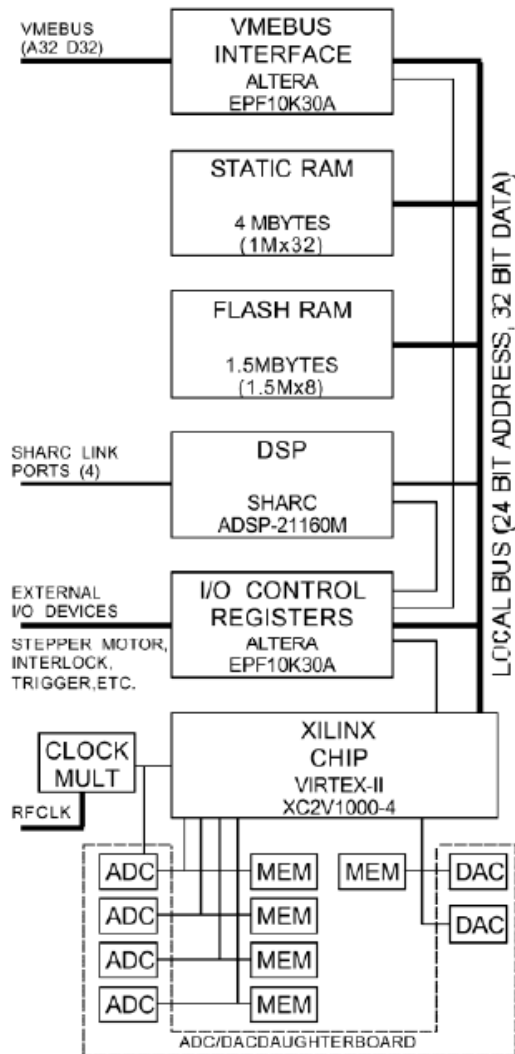 VMEBUS
(A32 D32)
VMEBUS
INTERFACE
ALTERA
EPF10K30A
STATIC RAM
4 MBYTES
(1Mx32)
FLASH RAM
1.5MBYTES
(1.5Mx8)
SHARC LINK
PORTS (4)
DSP
SHARC
ADSP-21160M
EXTERNAL
I/O DEVICES
STEPPER MOTOR,
INTERLOCK,
TRIGGER,ETC.
I/O CONTROL
REGISTERS
ALTERA
EPF10K30A
LOCAL BUS (24 BIT ADDRESS, 32 BIT DATA)
CLOCK
MULT
RFCLK
XILINX
CHIP
VIRTEX-II
XC2V1000-4
ADC MEM MEM DAC
ADC MEM DAC
ADC MEM
ADC MEM
ADC/DACDAUGHTERBOARD